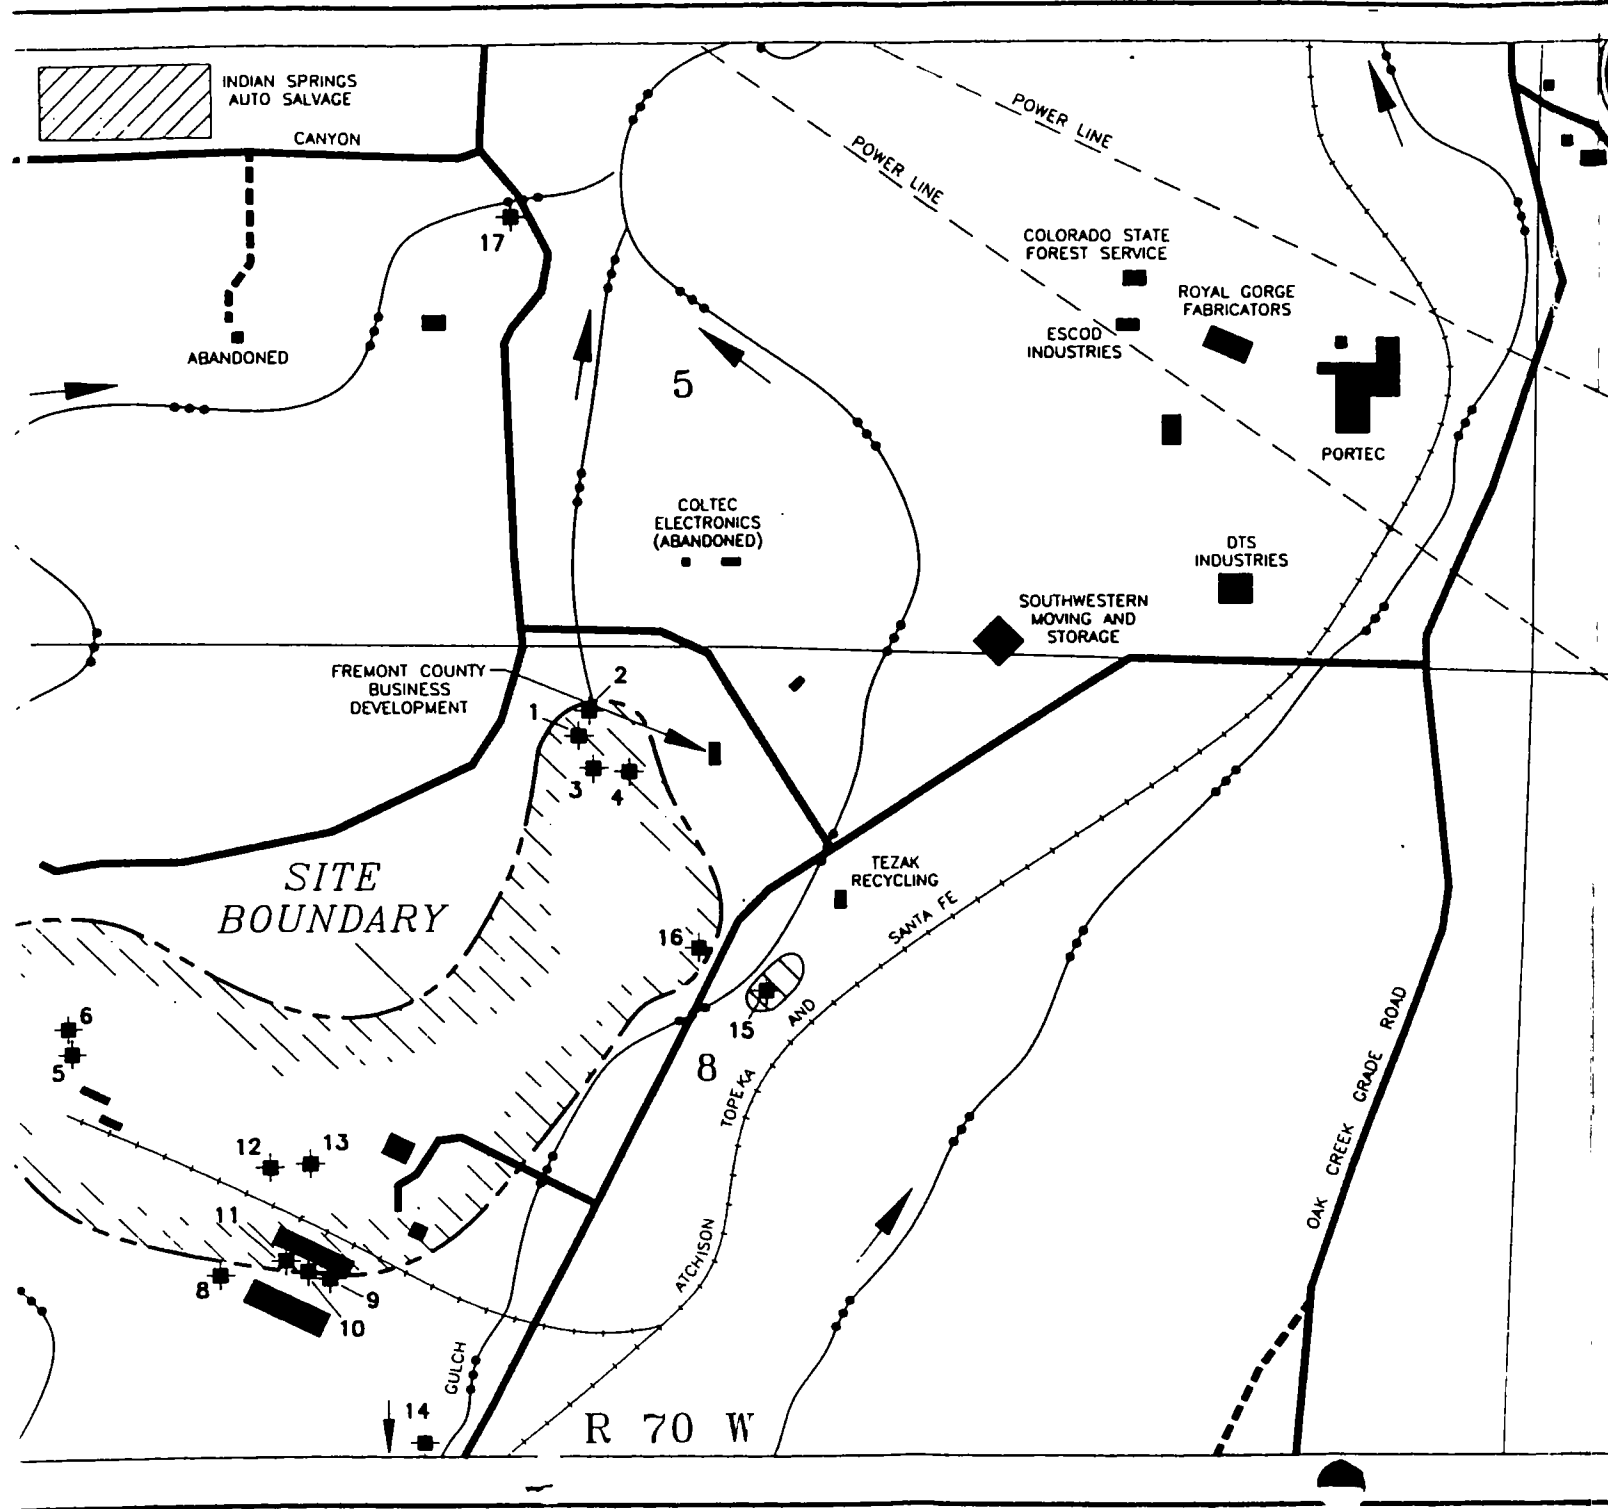 INDIAN SPRINGS
AUTO SALVAGE
CANYON
POWER LINE
POWER LINE
17
COLORADO STATE
FOREST SERVICE
ROYAL GORGE
FABRICATORS
ESCOD
INDUSTRIES
ABANDONED
5
PORTEC
COLTEC
ELECTRONICS
(ABANDONED)
DTS
INDUSTRIES
SOUTHWESTERN
MOVING AND
STORAGE
FREMONT COUNTY
BUSINESS
DEVELOPMENT
2
1
3
4
SITE
BOUNDARY
TEZAK
RECYCLING
16
15
8
6
5
12
13
11
8
9
10
14
ATCHISON
TOPEKA
AND
SANTA FE
OAK CREEK GRADE ROAD
GULCH
R 70 W